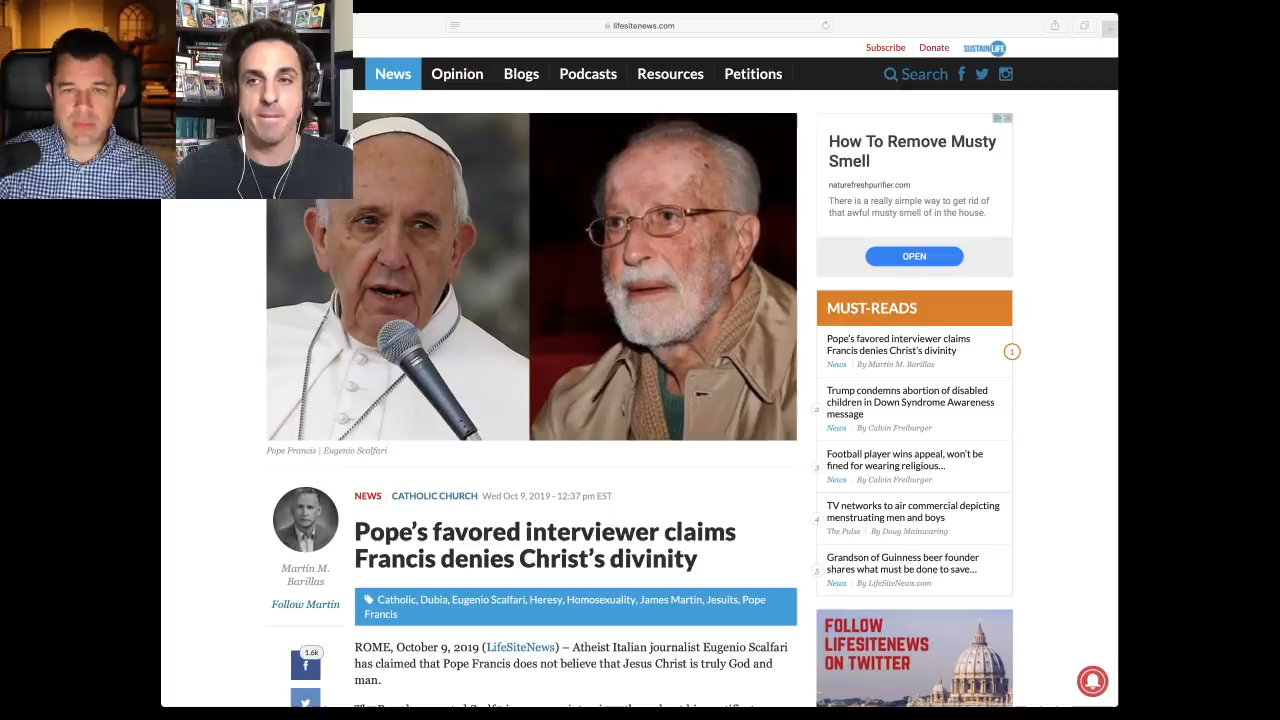 lifesitenews.com
Subscribe
Donate
SUSTAINLIFE
News
Opinion
Blogs
Podcasts
Resources
Petitions
Search
Pope Francis | Eugenio Scalfari
NEWS
CATHOLIC CHURCH
Wed Oct 9, 2019 - 12:37 pm EST
Pope's favored interviewer claims
Francis denies Christ's divinity
Martin M.
Barillas
Follow Martin
1.6k
Catholic, Dubia, Eugenio Scalfari, Heresy, Homosexuality, James Martin, Jesuits, Pope
Francis
ROME, October 9, 2019 (LifeSiteNews) – Atheist Italian journalist Eugenio Scalfari
has claimed that Pope Francis does not believe that Jesus Christ is truly God and
man.
How To Remove Musty
Smell
naturefreshpurifier.com
There is a really simple way to get rid of
that awful musty smell of in the house.
OPEN
MUST-READS
Pope's favored interviewer claims
Francis denies Christ's divinity
1
News | By Martin M. Barillas
Trump condemns abortion of disabled
children in Down Syndrome Awareness
message
2
News | By Calvin Freiburger
Football player wins appeal, won't be
fined for wearing religious...
3
News | By Calvin Freiburger
TV networks to air commercial depicting
menstruating men and boys
4
The Pulse | By Doug Mainwaring
Grandson of Guinness beer founder
shares what must be done to save...
5
News | By LifeSiteNews.com
FOLLOW
LIFESITENEWS
ON TWITTER